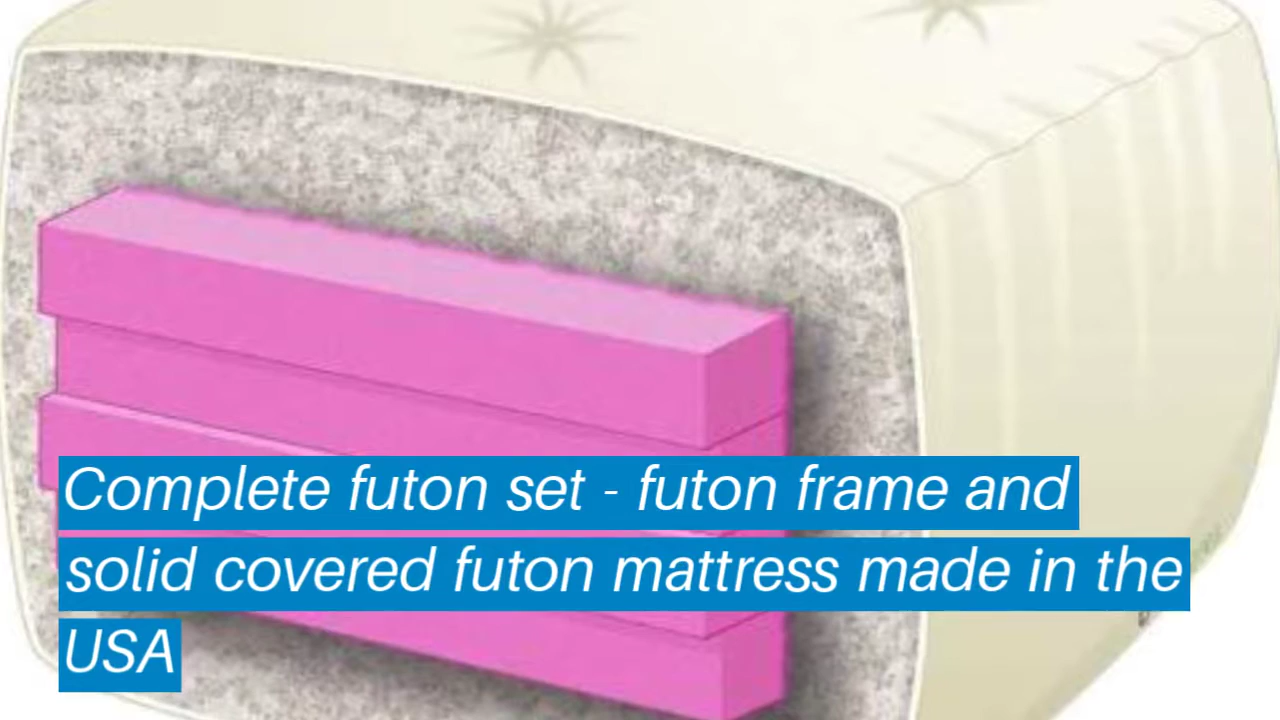 Complete futon set - futon frame and
solid covered futon mattress made in the
USA